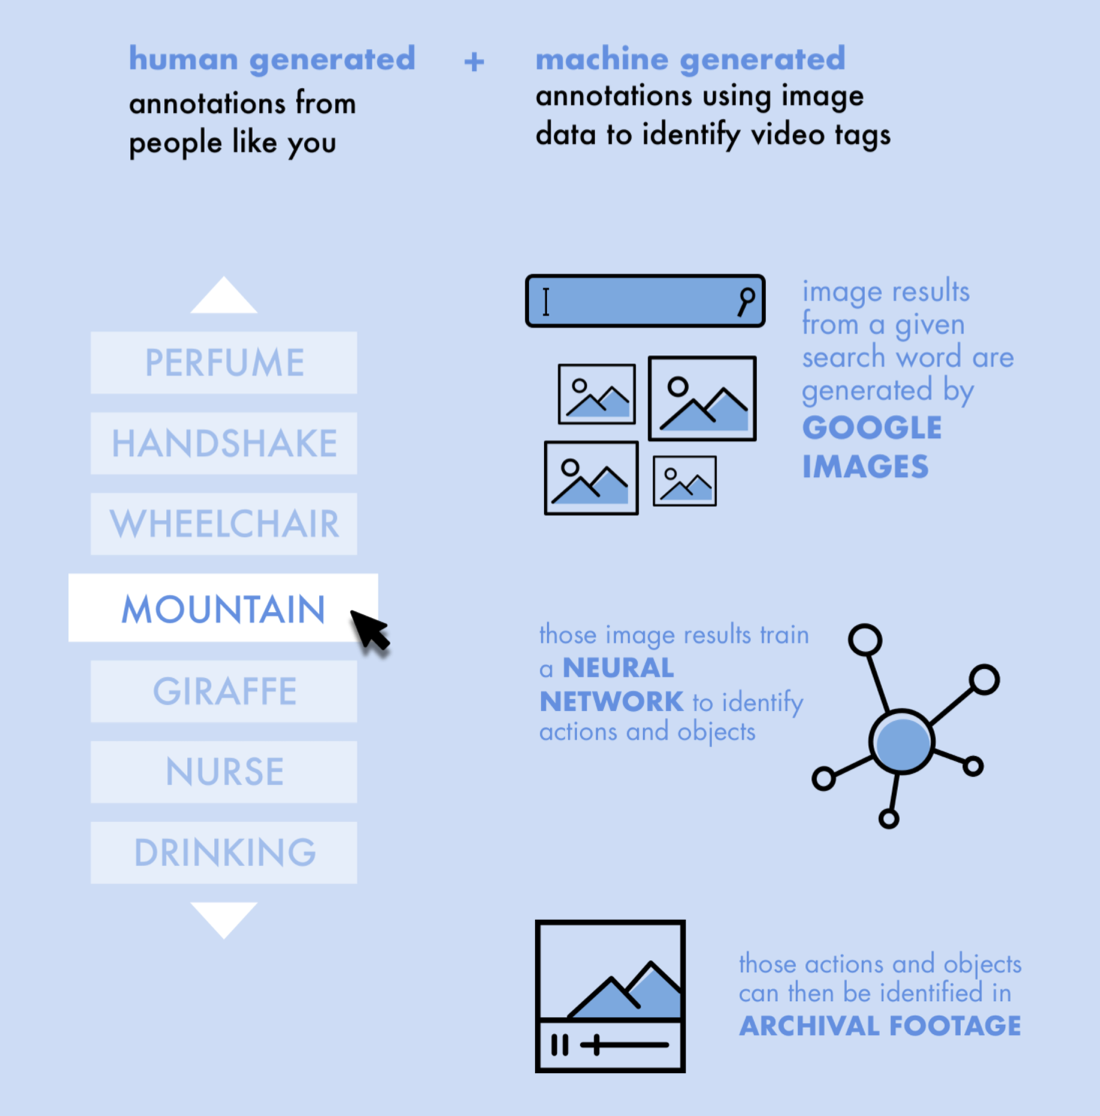 human generated
annotations from
people like you
+
machine generated
annotations using image
data to identify video tags
PERFUME
HANDSHAKE
WHEELCHAIR
MOUNTAIN
GIRAFFE
NURSE
DRINKING
image results
from a given
search word are
generated by
GOOGLE
IMAGES
those image results train
a NEURAL
NETWORK to identify
actions and objects
those actions and objects
can then be identified in
ARCHIVAL FOOTAGE